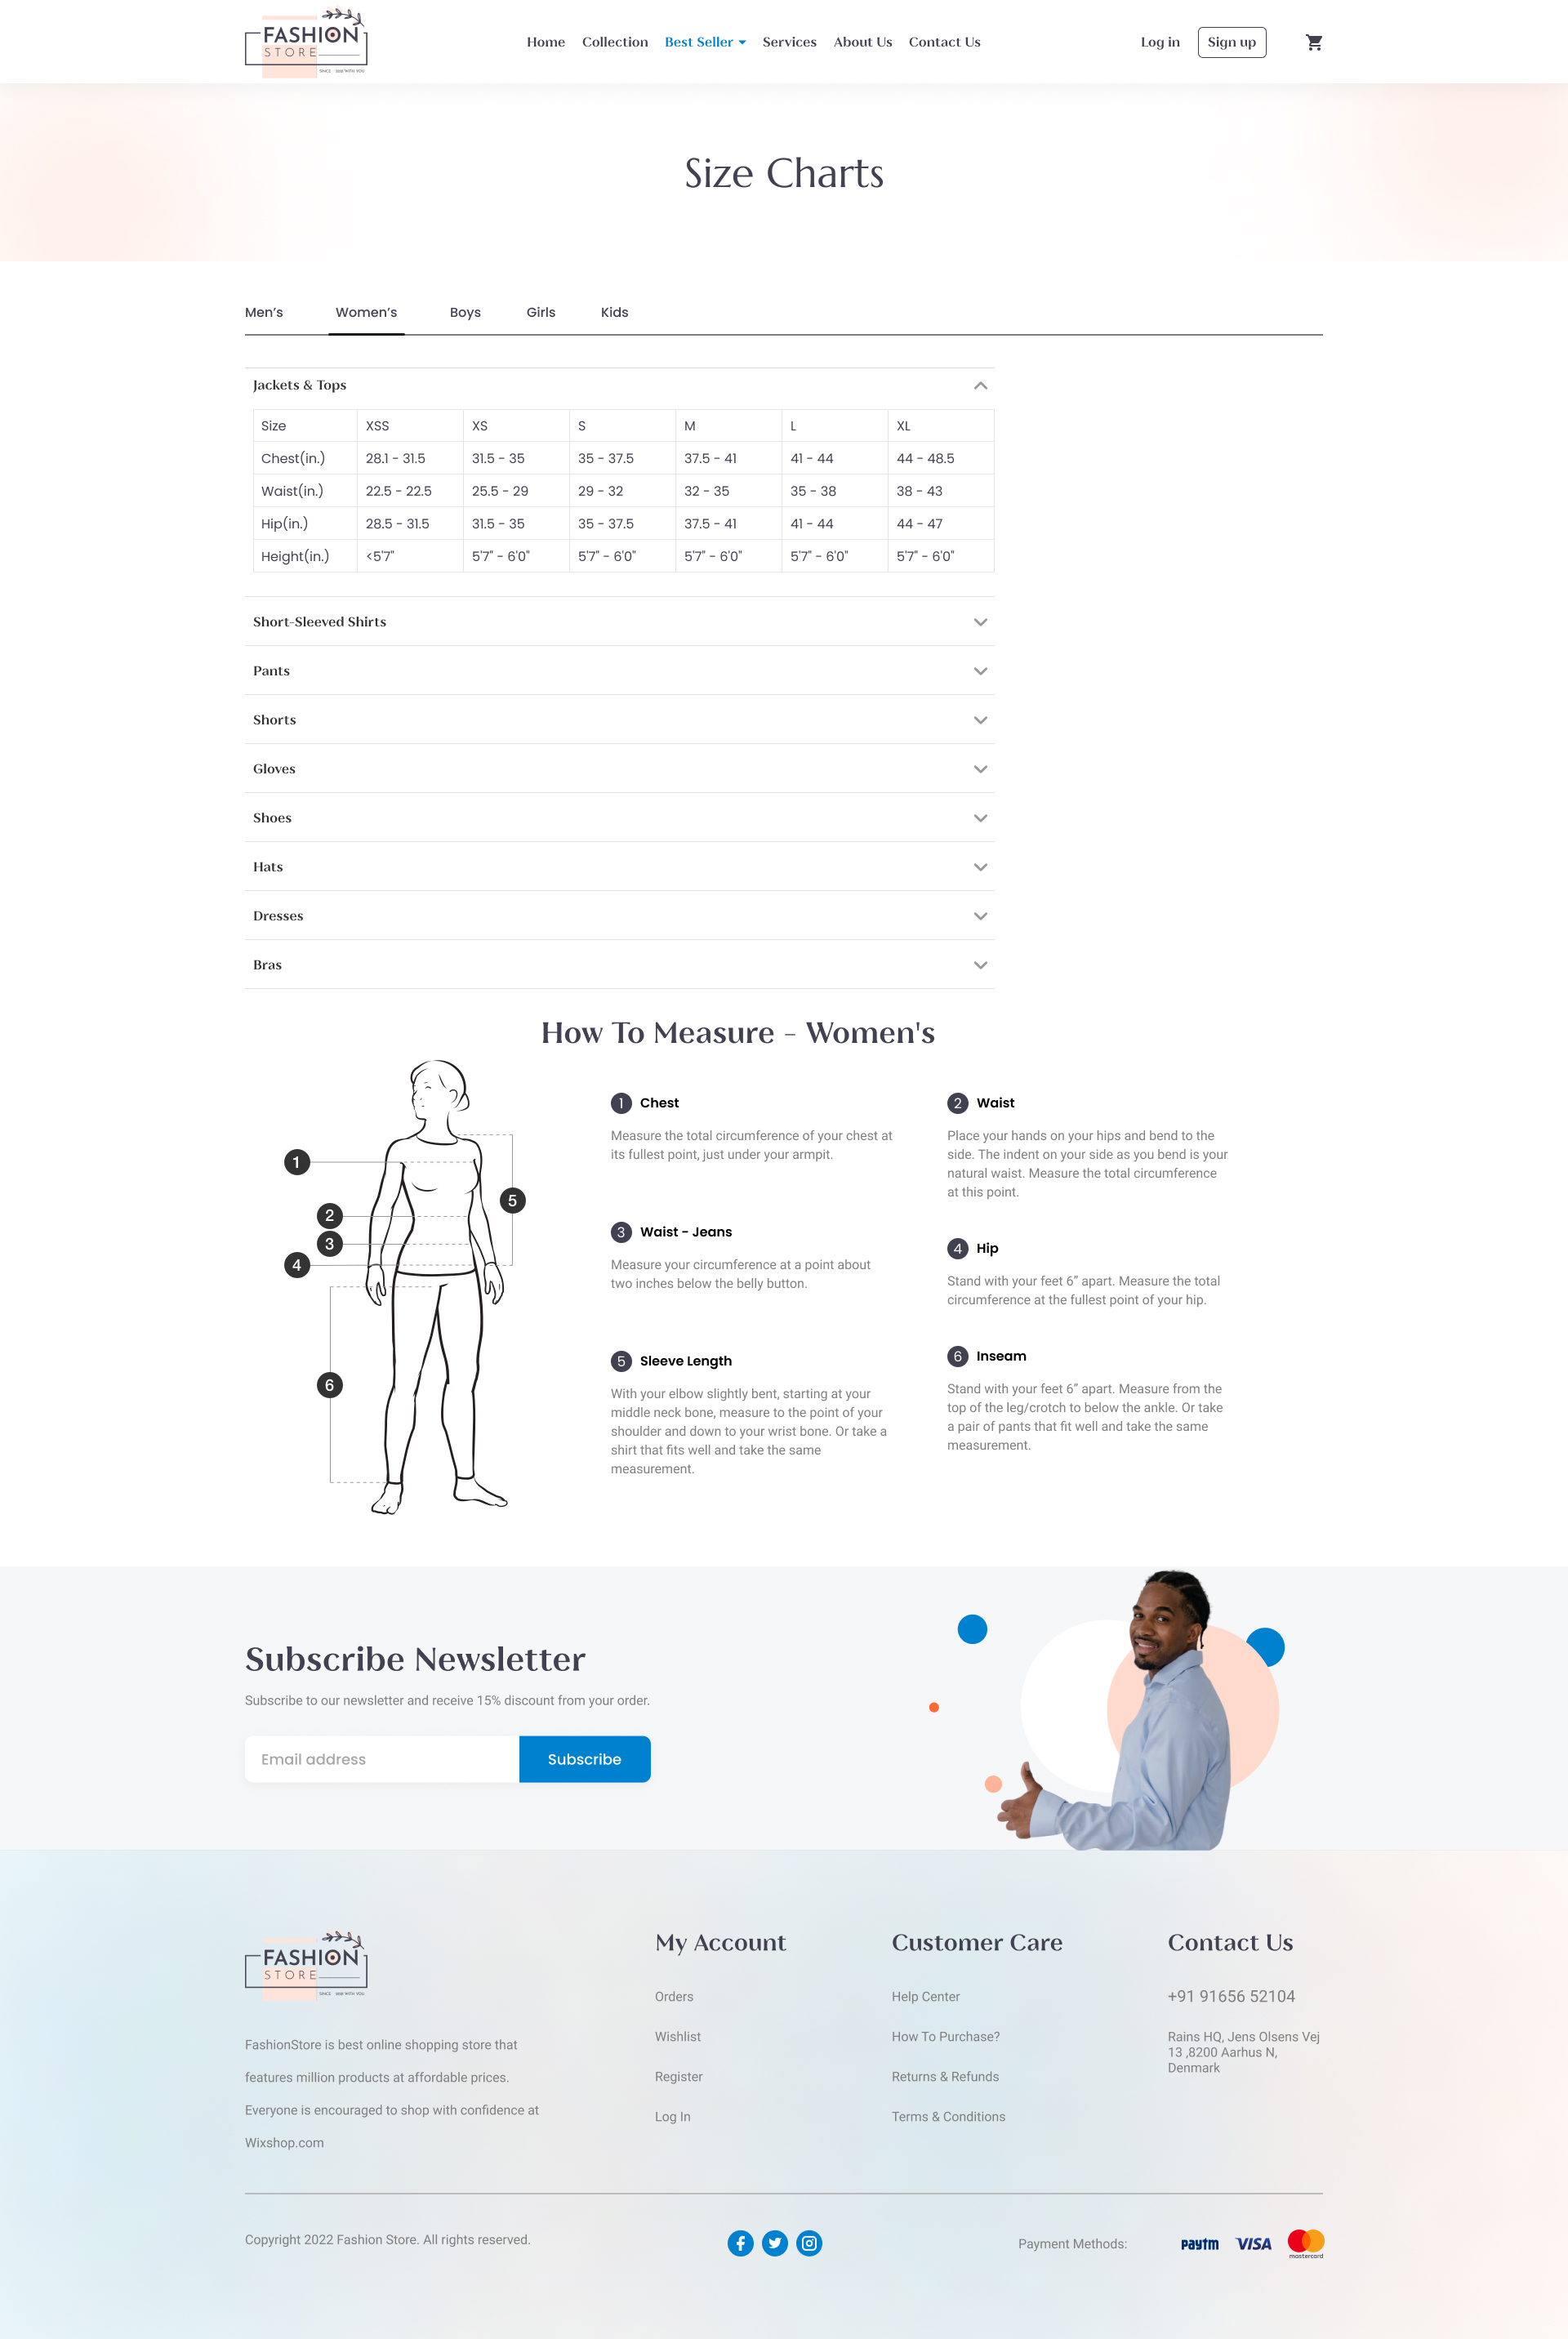 FASHION
STORE
SINCE - 2020 WITH YOU
Home Collection Best Seller Services About Us Contact Us Log in Sign up
Size Charts
Men’s Women’s Boys Girls Kids
Jackets & Tops
Size XSS XS S M L XL
Chest(in.) 28.1 - 31.5 31.5 - 35 35 - 37.5 37.5 - 41 41 - 44 44 - 48.5
Waist(in.) 22.5 - 22.5 25.5 - 29 29 - 32 32 - 35 35 - 38 38 - 43
Hip(in.) 28.5 - 31.5 31.5 - 35 35 - 37.5 37.5 - 41 41 - 44 44 - 47
Height(in.) <5'7" 5'7" - 6'0" 5'7" - 6'0" 5'7" - 6'0" 5'7" - 6'0" 5'7" - 6'0"
Short-Sleeved Shirts
Pants
Shorts
Gloves
Shoes
Hats
Dresses
Bras
How To Measure - Women's
1
2
3
4
5
6
1 Chest
Measure the total circumference of your chest at
its fullest point, just under your armpit.
2 Waist
Place your hands on your hips and bend to the
side. The indent on your side as you bend is your
natural waist. Measure the total circumference
at this point.
3 Waist - Jeans
Measure your circumference at a point about
two inches below the belly button.
4 Hip
Stand with your feet 6” apart. Measure the total
circumference at the fullest point of your hip.
5 Sleeve Length
With your elbow slightly bent, starting at your
middle neck bone, measure to the point of your
shoulder and down to your wrist bone. Or take a
shirt that fits well and take the same
measurement.
6 Inseam
Stand with your feet 6” apart. Measure from the
top of the leg/crotch to below the ankle. Or take
a pair of pants that fit well and take the same
measurement.
Subscribe Newsletter
Subscribe to our newsletter and receive 15% discount from your order.
Email address Subscribe
FASHION
STORE
SINCE - 2020 WITH YOU
FashionStore is best online shopping store that
features million products at affordable prices.
Everyone is encouraged to shop with confidence at
Wixshop.com
My Account
Orders
Wishlist
Register
Log In
Customer Care
Help Center
How To Purchase?
Returns & Refunds
Terms & Conditions
Contact Us
+91 91656 52104
Rains HQ, Jens Olsens Vej
13 ,8200 Aarhus N,
Denmark
Copyright 2022 Fashion Store. All rights reserved.
Payment Methods: paytm VISA mastercard